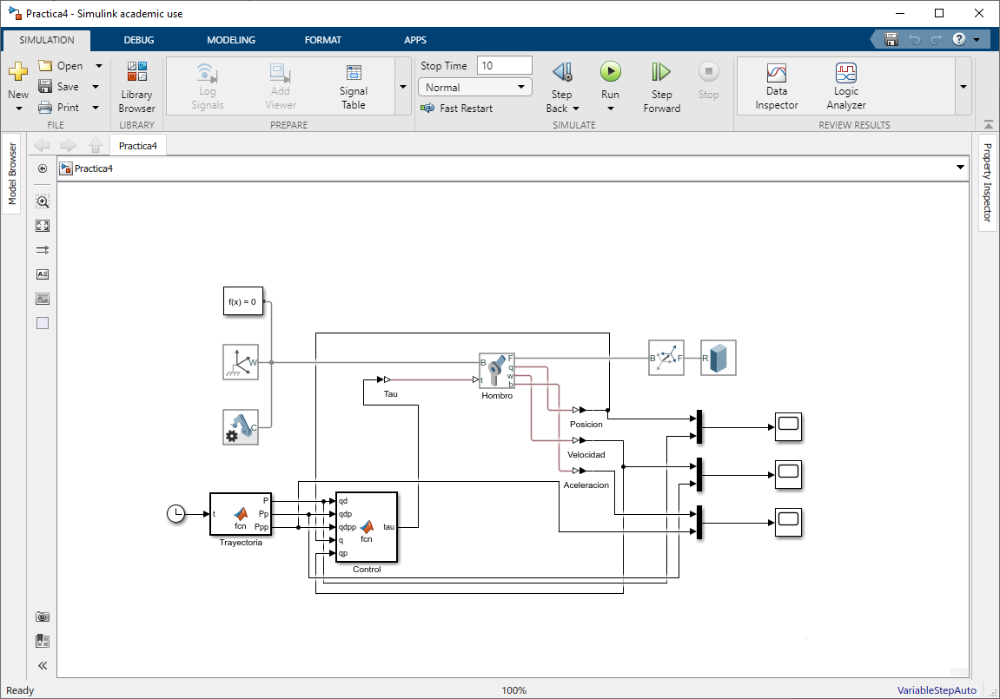 Practica4 - Simulink academic use
SIMULATION DEBUG MODELING FORMAT APPS
New
Open
Save
Print
FILE
Library
Browser
LIBRARY
Log
Signals
Add
Viewer
Signal
Table
PREPARE
Stop Time 10
Normal
Fast Restart
Step
Back
Run
Step
Forward
Stop
SIMULATE
Data
Inspector
Logic
Analyzer
REVIEW RESULTS
Model Browser
Practica4
Practica4
Property Inspector
f(x) = 0
W
C
Tau
B
t
F
q
w
b
Hombro
B F
R
Posicion
Velocidad
Aceleracion
t
fcn
P
Pp
Ppp
Trayectoria
qd
qdp
qdpp
q
qp
fcn
tau
Control
Ready
100%
VariableStepAuto